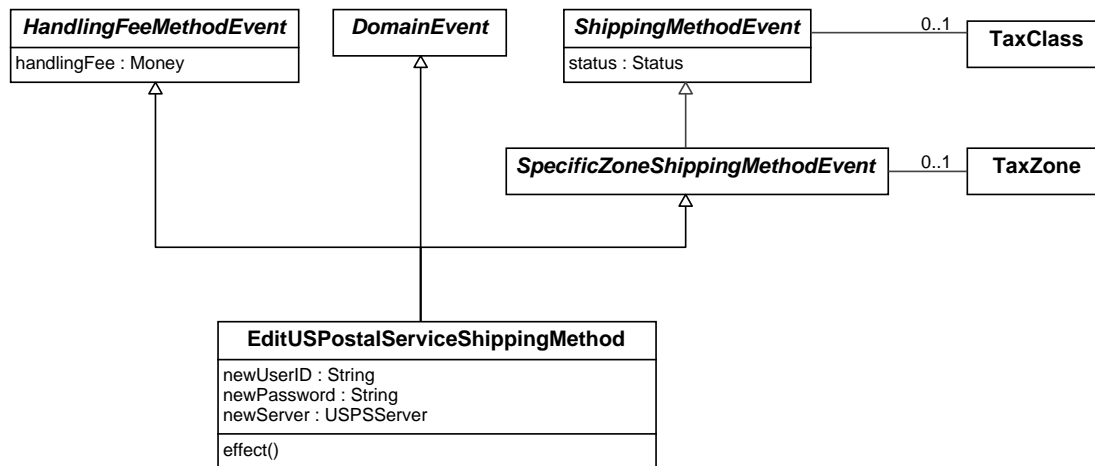 HandlingFeeMethodEvent
handlingFee : Money
DomainEvent
ShippingMethodEvent
status : Status
0..1
TaxClass
SpecificZoneShippingMethodEvent
0..1
TaxZone
EditUSPostalServiceShippingMethod
newUserID : String
newPassword : String
newServer : USPSServer
effect()